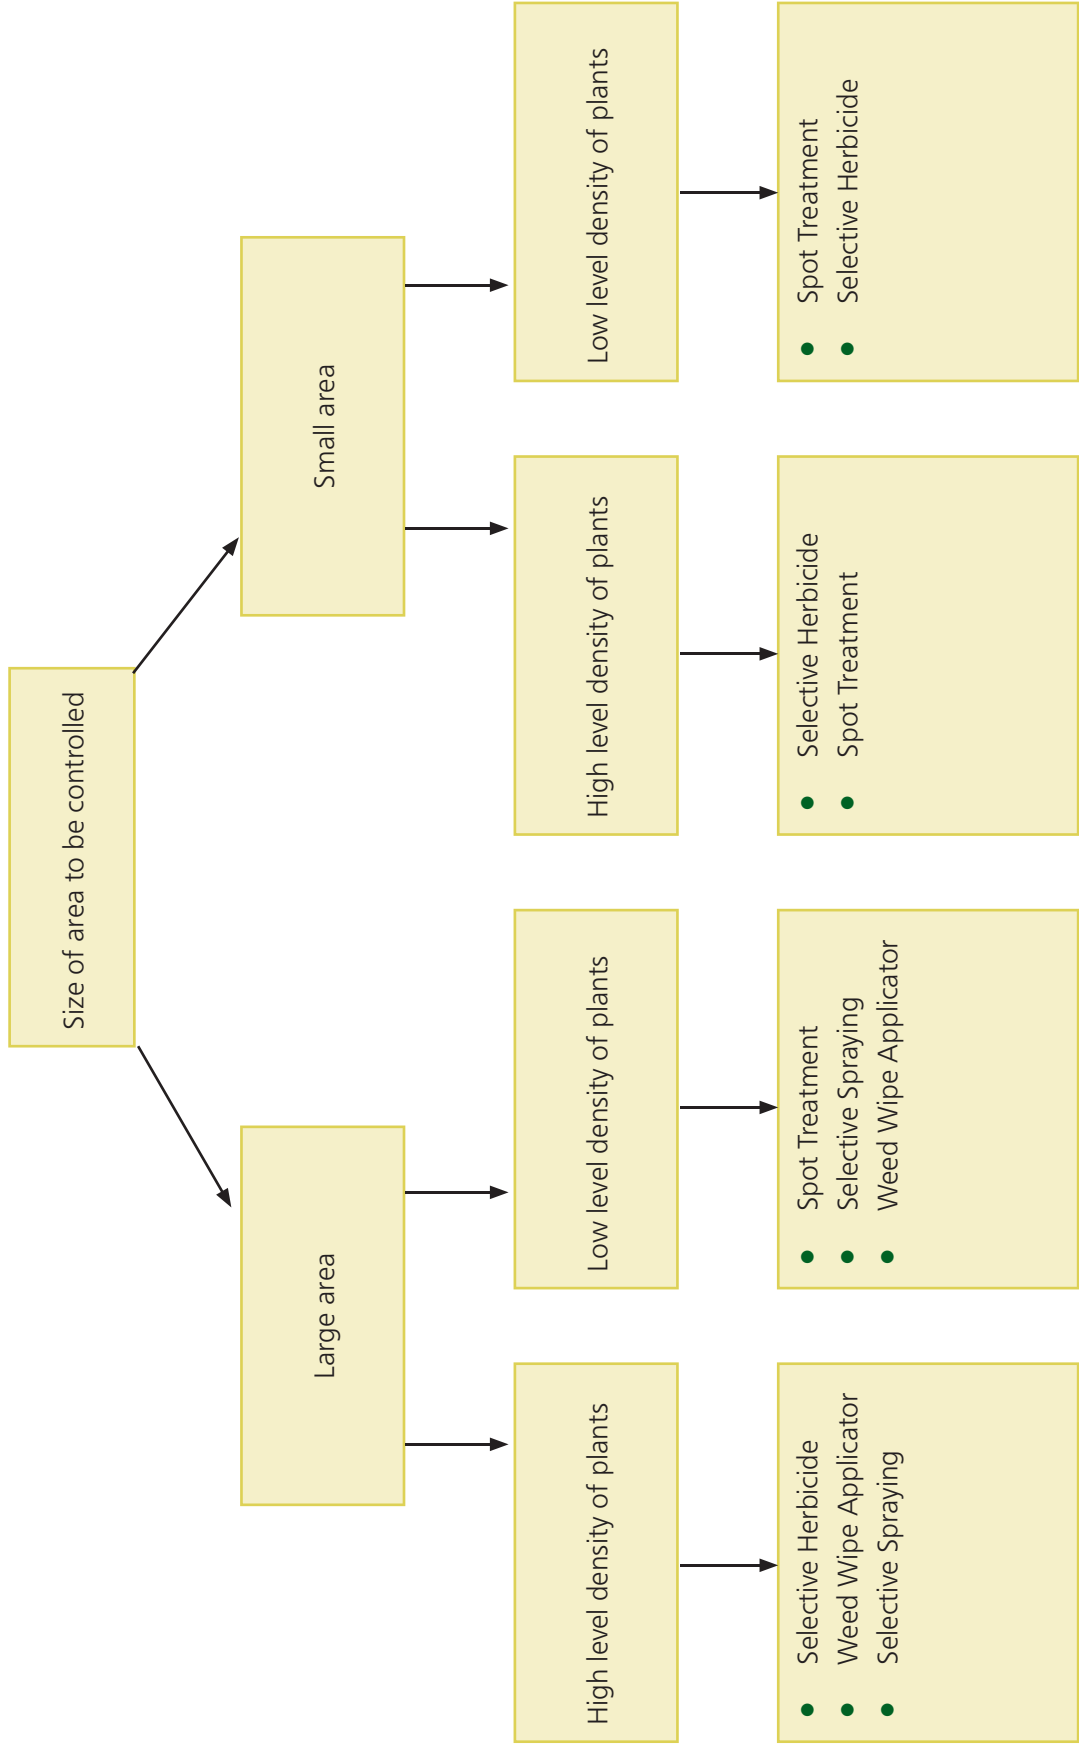 Size of area to be controlled
Large area
Small area
High level density of plants
Low level density of plants
High level density of plants
Low level density of plants
Selective Herbicide
Weed Wipe Applicator
Selective Spraying
Spot Treatment
Selective Spraying
Weed Wipe Applicator
Selective Herbicide
Spot Treatment
Spot Treatment
Selective Herbicide